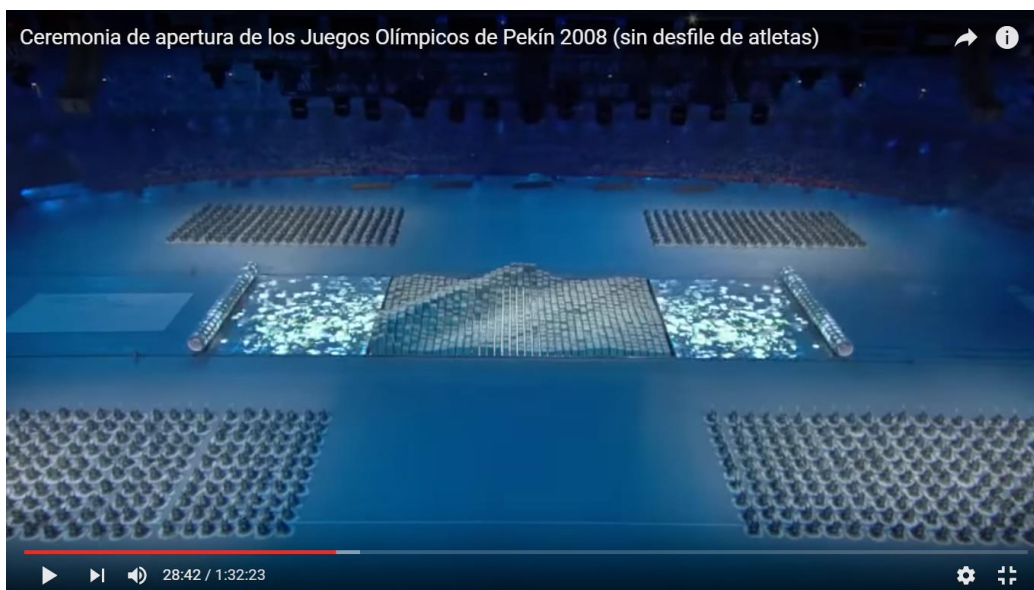 Ceremonia de apertura de los Juegos Olímpicos de Pekín 2008 (sin desfile de atletas)
28:42 / 1:32:23